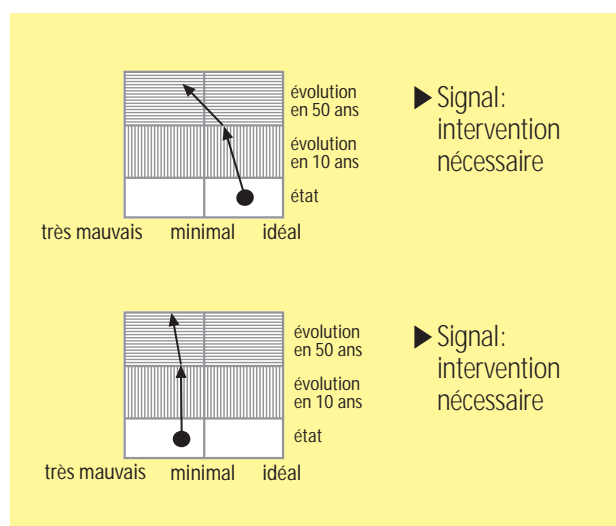 évolution
en 50 ans
évolution
en 10 ans
état
très mauvais minimal idéal
▶ Signal:
intervention
nécessaire
évolution
en 50 ans
évolution
en 10 ans
état
très mauvais minimal idéal
▶ Signal:
intervention
nécessaire